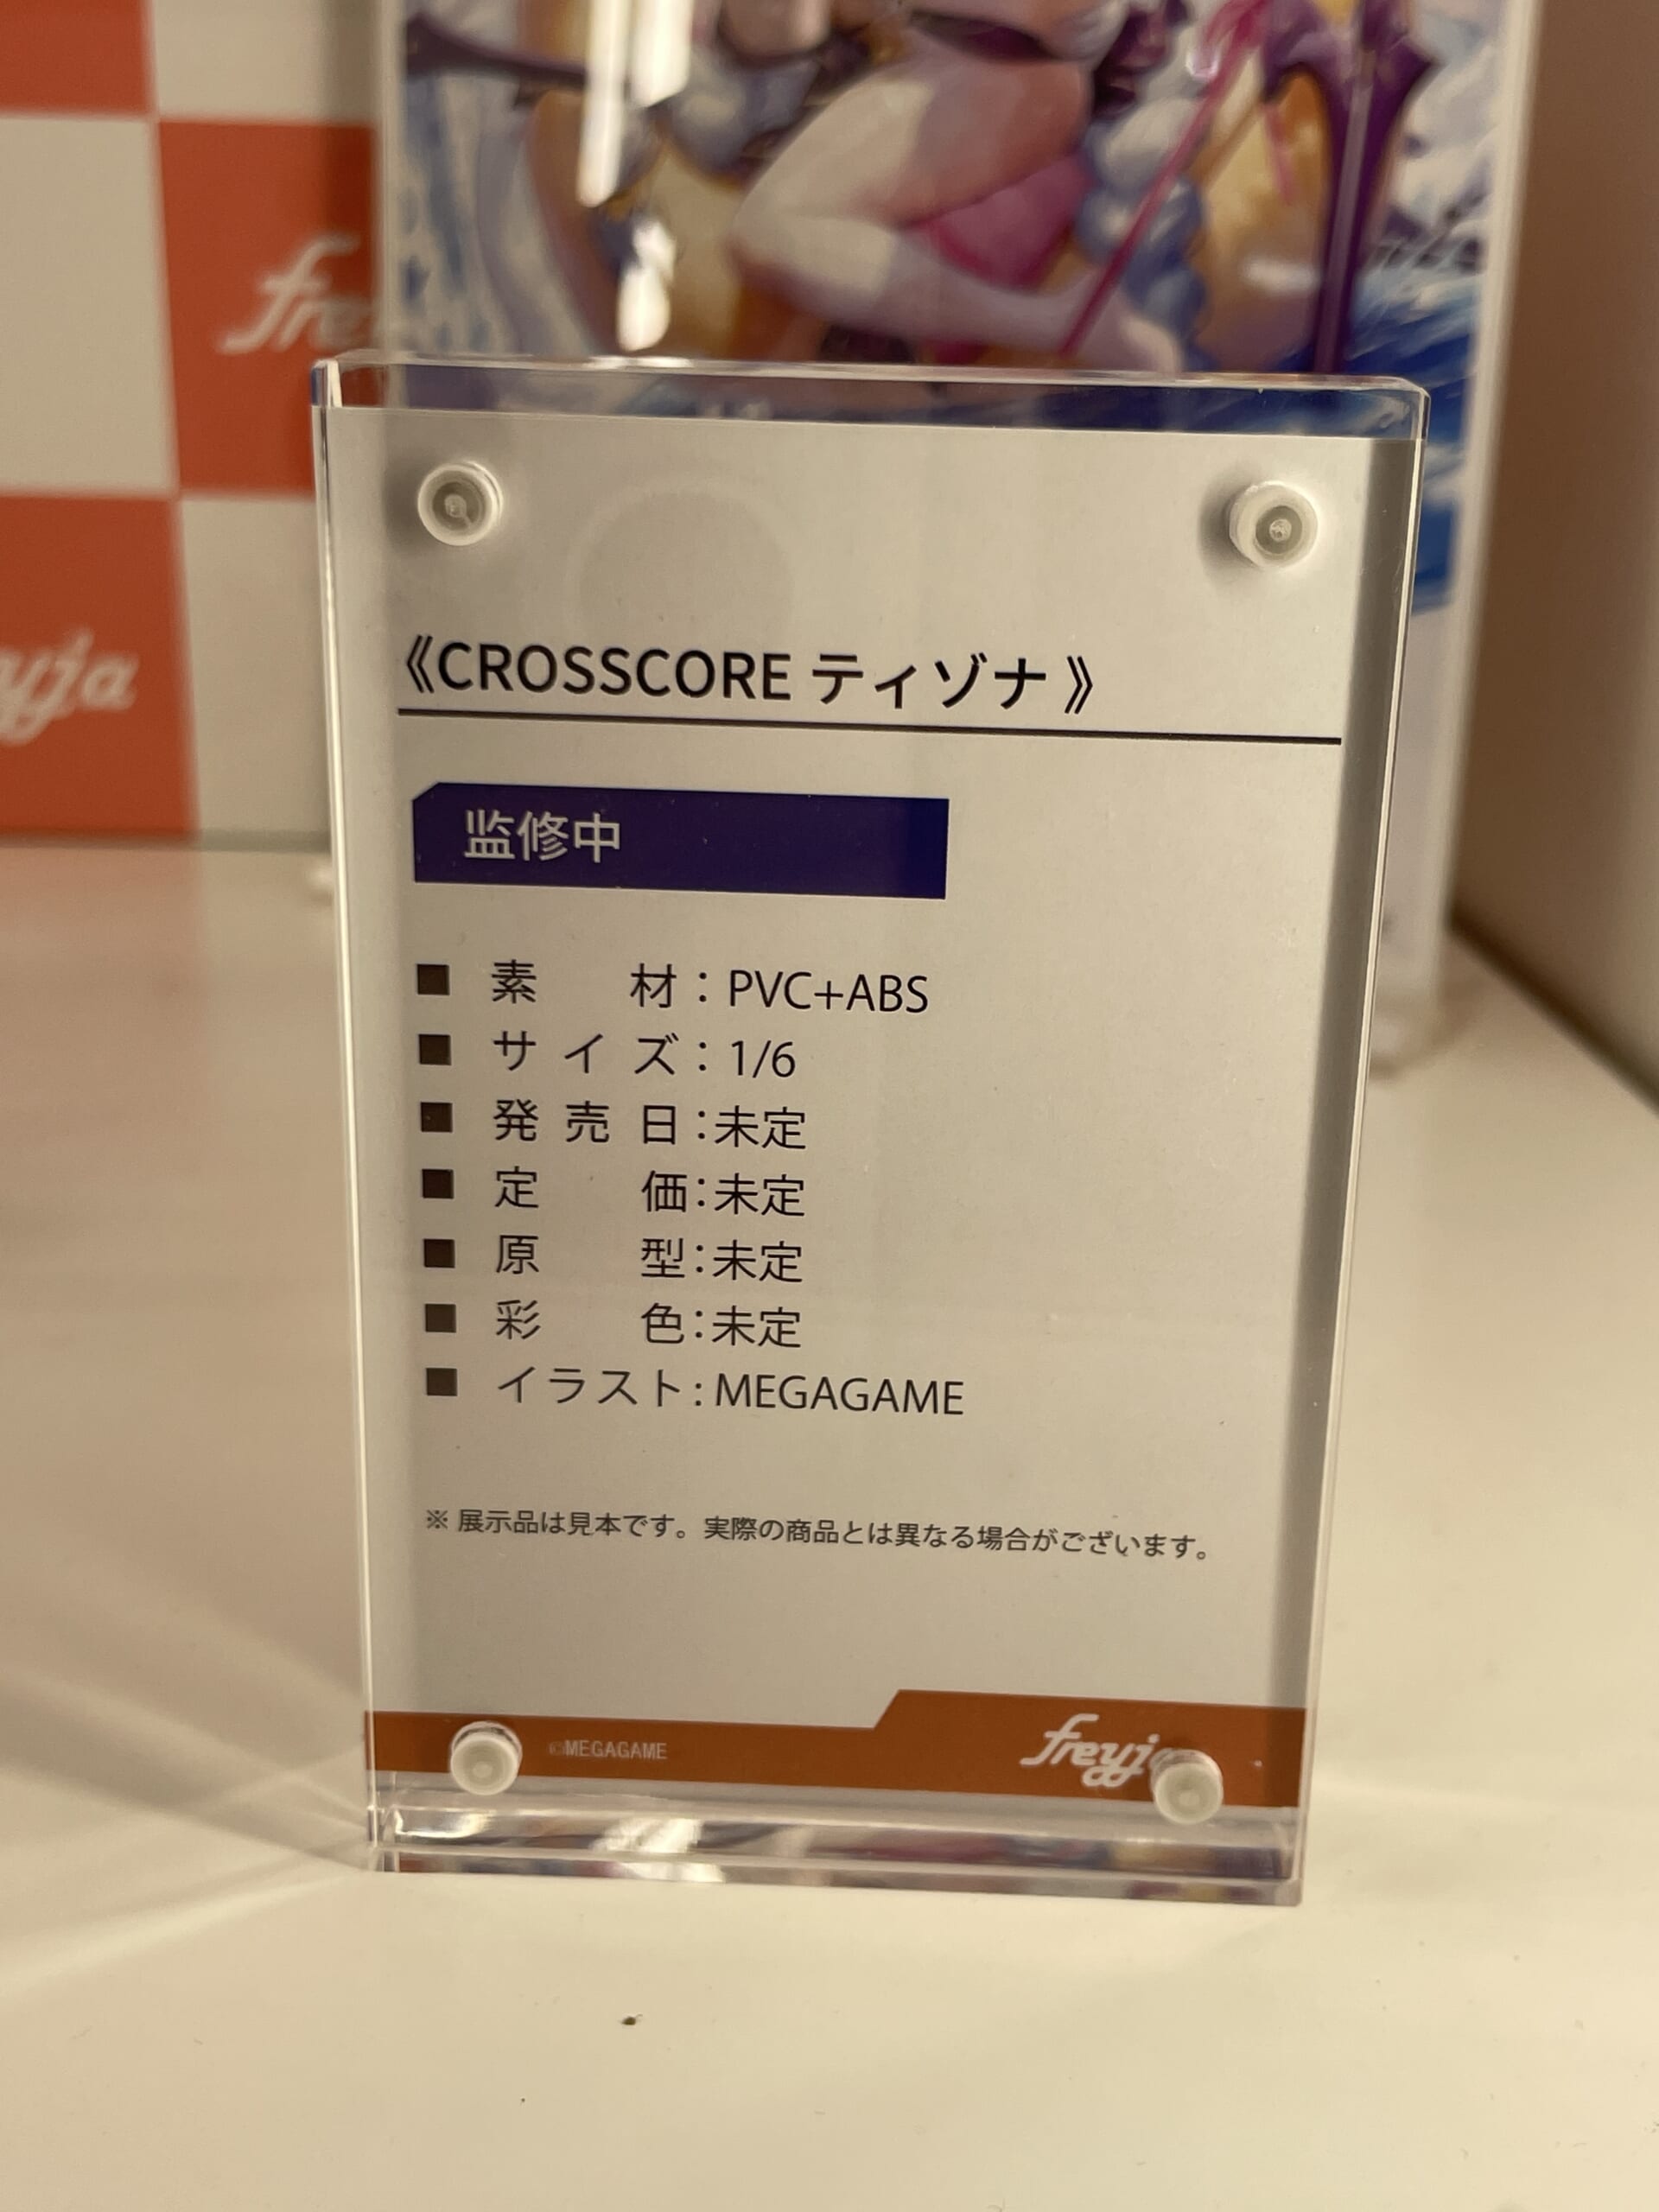 《CROSSCORE ティゾナ 》
监修中
■ 素 材：PVC+ABS
■ サ イ ズ：1/6
■ 発 売 日：未定
■ 定 価：未定
■ 原 型：未定
■ 彩 色：未定
■ イラスト：MEGAGAME
※ 展示品は見本です。実際の商品とは異なる場合がございます。
©MEGAGAME
freyja